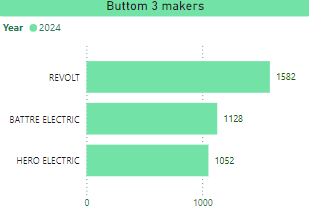 Buttom 3 makers
Year 2024
REVOLT 1582
BATTRE ELECTRIC 1128
HERO ELECTRIC 1052
0 1000